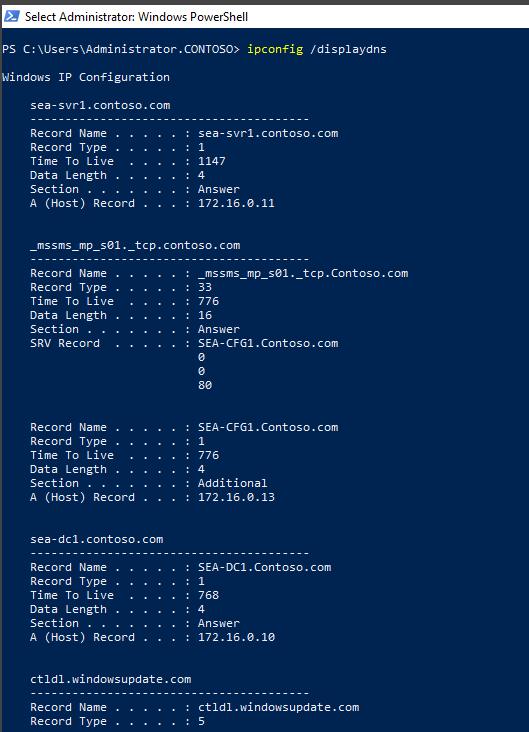 Select Administrator: Windows PowerShell
PS C:\Users\Administrator.CONTOSO> ipconfig /displaydns
Windows IP Configuration
sea-svr1.contoso.com
----------------------------------------
Record Name . . . . . : sea-svr1.contoso.com
Record Type . . . . . : 1
Time To Live  . . . . : 1147
Data Length . . . . . : 4
Section . . . . . . . : Answer
A (Host) Record . . . : 172.16.0.11
_mssms_mp_s01._tcp.contoso.com
----------------------------------------
Record Name . . . . . : _mssms_mp_s01._tcp.Contoso.com
Record Type . . . . . : 33
Time To Live  . . . . : 776
Data Length . . . . . : 16
Section . . . . . . . : Answer
SRV Record  . . . . . : SEA-CFG1.Contoso.com
0
0
80
Record Name . . . . . : SEA-CFG1.Contoso.com
Record Type . . . . . : 1
Time To Live  . . . . : 776
Data Length . . . . . : 4
Section . . . . . . . : Additional
A (Host) Record . . . : 172.16.0.13
sea-dc1.contoso.com
----------------------------------------
Record Name . . . . . : SEA-DC1.Contoso.com
Record Type . . . . . : 1
Time To Live  . . . . : 768
Data Length . . . . . : 4
Section . . . . . . . : Answer
A (Host) Record . . . : 172.16.0.10
ctldl.windowsupdate.com
----------------------------------------
Record Name . . . . . : ctldl.windowsupdate.com
Record Type . . . . . : 5